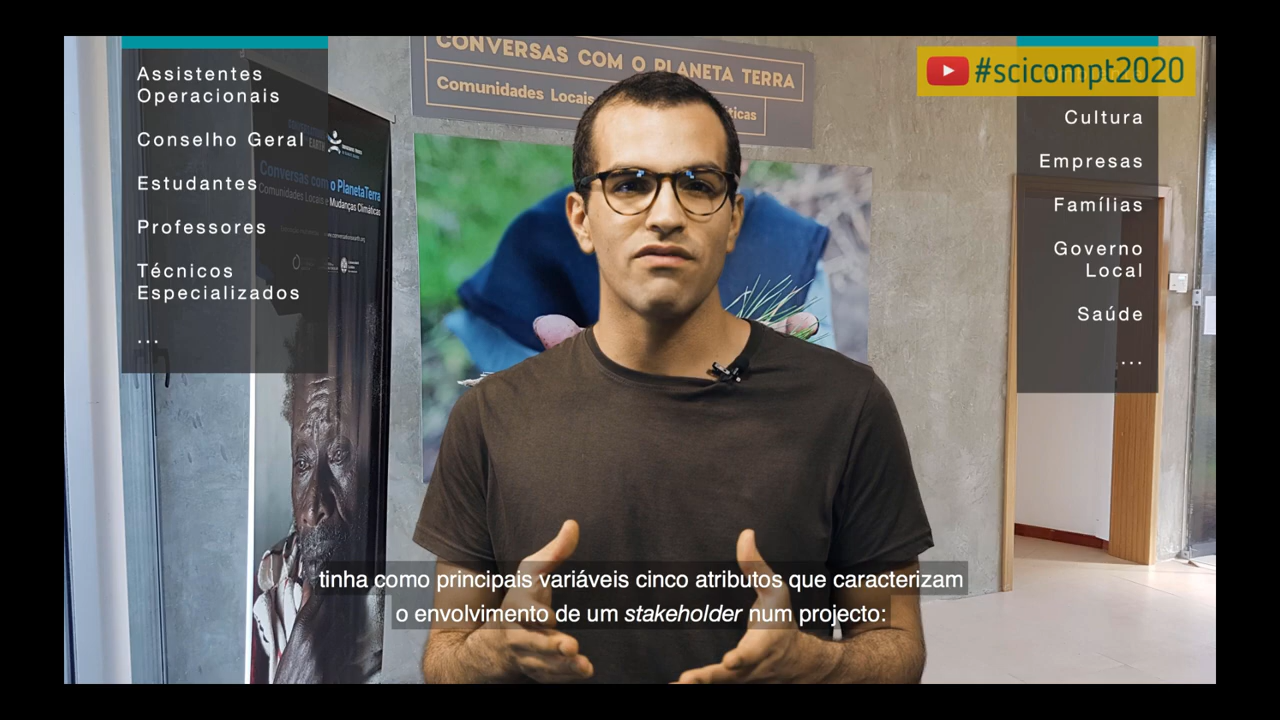 Assistentes
Operacionais
Conselho Geral
Estudantes
Professores
Técnicos
Especializados
...
CONVERSAS COM O PLANETA TERRA
Comunidades Locais
ticas
Conversas com o PlanetaTerra
Comunidades Locais e Mudanças Climáticas
#scicompt2020
Cultura
Empresas
Famílias
Governo
Local
Saúde
...
tinha como principais variáveis cinco atributos que caracterizam
o envolvimento de um stakeholder num projecto: